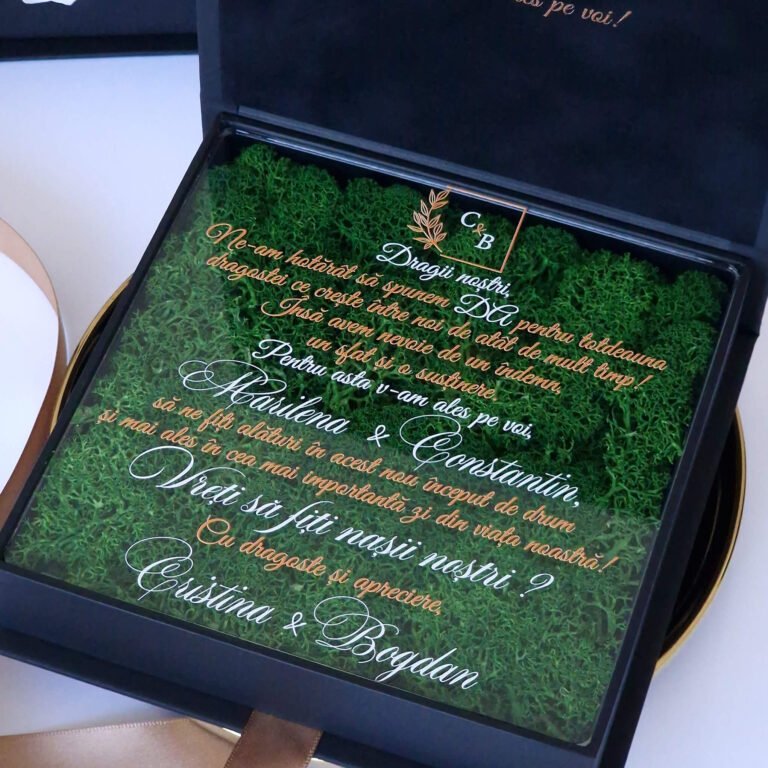 ales pe voi!
C
&
B
Dragii noștri,
Ne-am hotărât să spunem DA pentru totdeauna
dragostei ce crește între noi de atât de mult timp!
Însă avem nevoie de un îndemn,
un sfat și o susținere.
Pentru asta v-am ales pe voi,
Marilena & Constantin,
să ne fiți alături în acest nou început de drum
și mai ales în cea mai importantă zi din viața noastră!
Vreți să fiți nașii noștri ?
Cu dragoste și apreciere,
Cristina & Bogdan